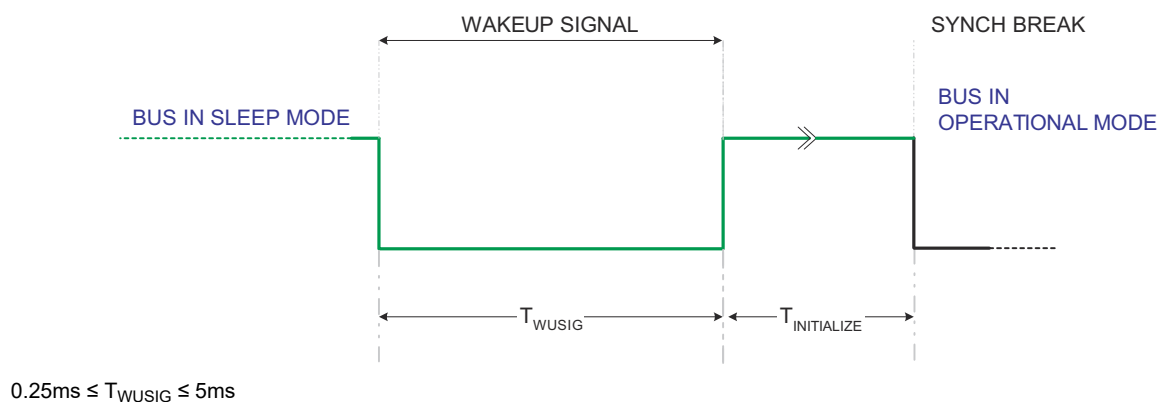 WAKEUP SIGNAL
SYNCH BREAK
BUS IN SLEEP MODE
BUS IN
OPERATIONAL MODE
TWUSIG
TINITIALIZE
0.25ms ≤ TWUSIG ≤ 5ms